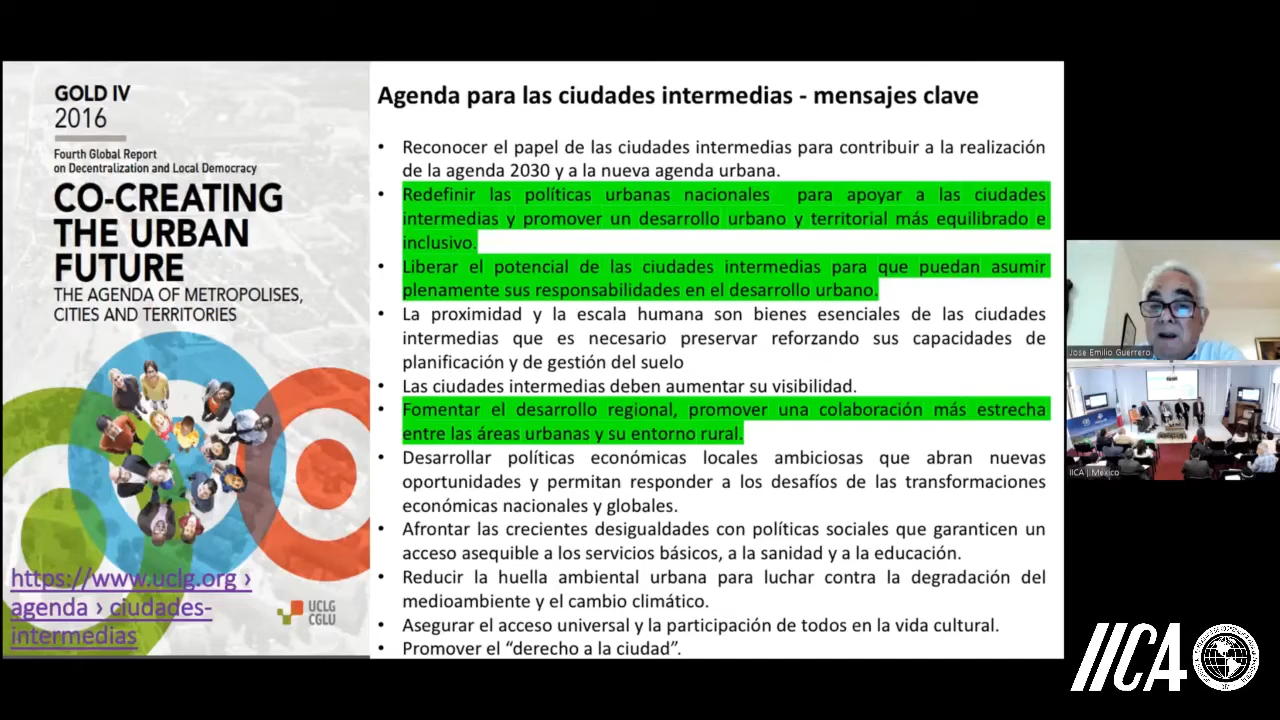 GOLD IV
2016
Fourth Global Report
on Decentralization and Local Democracy
CO-CREATING
THE URBAN
FUTURE
THE AGENDA OF METROPOLISES,
CITIES AND TERRITORIES
https://www.uclg.org ›
agenda › ciudades-
intermedias
UCLG
CGLU
Agenda para las ciudades intermedias - mensajes clave
• Reconocer el papel de las ciudades intermedias para contribuir a la realización
de la agenda 2030 y a la nueva agenda urbana.
• Redefinir las políticas urbanas nacionales para apoyar a las ciudades
intermedias y promover un desarrollo urbano y territorial más equilibrado e
inclusivo.
• Liberar el potencial de las ciudades intermedias para que puedan asumir
plenamente sus responsabilidades en el desarrollo urbano.
• La proximidad y la escala humana son bienes esenciales de las ciudades
intermedias que es necesario preservar reforzando sus capacidades de
planificación y de gestión del suelo
• Las ciudades intermedias deben aumentar su visibilidad.
• Fomentar el desarrollo regional, promover una colaboración más estrecha
entre las áreas urbanas y su entorno rural.
• Desarrollar políticas económicas locales ambiciosas que abran nuevas
oportunidades y permitan responder a los desafíos de las transformaciones
económicas nacionales y globales.
• Afrontar las crecientes desigualdades con políticas sociales que garanticen un
acceso asequible a los servicios básicos, a la sanidad y a la educación.
• Reducir la huella ambiental urbana para luchar contra la degradación del
medioambiente y el cambio climático.
• Asegurar el acceso universal y la participación de todos en la vida cultural.
• Promover el “derecho a la ciudad”.
Jose Emilio Guerrero
IICA | Mexico
IICA